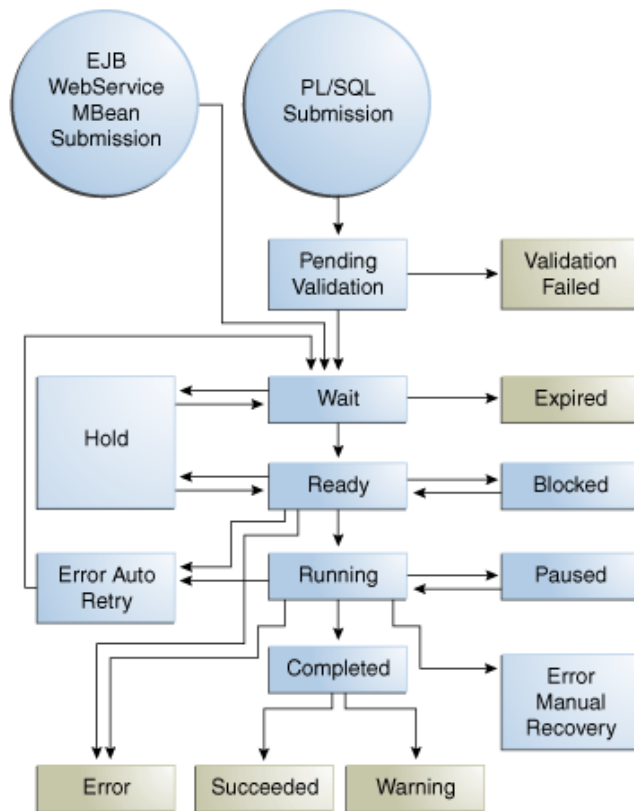 EJB
WebService
MBean
Submission
PL/SQL
Submission
Pending
Validation
Validation
Failed
Wait
Expired
Hold
Ready
Blocked
Error Auto
Retry
Running
Paused
Completed
Error
Manual
Recovery
Error
Succeeded
Warning